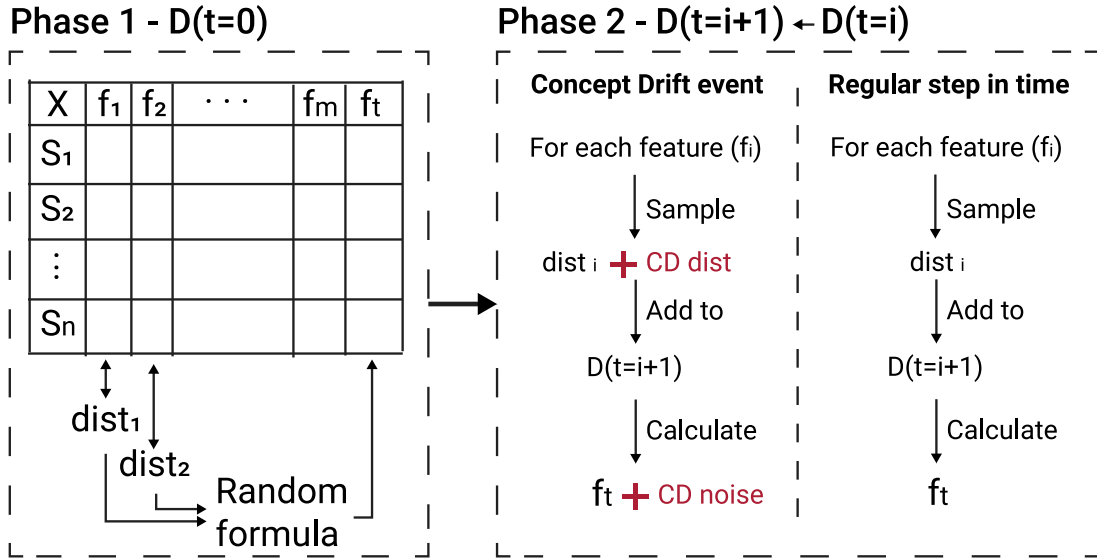 Phase 1 - D(t=0)
X f₁ f₂ ... fm ft
S₁
S₂
⋮
Sn
dist₁
dist₂
Random
formula
Phase 2 - D(t=i+1) ← D(t=i)
Concept Drift event
For each feature (fi)
Sample
dist i + CD dist
Add to
D(t=i+1)
Calculate
ft + CD noise
Regular step in time
For each feature (fi)
Sample
dist i
Add to
D(t=i+1)
Calculate
ft